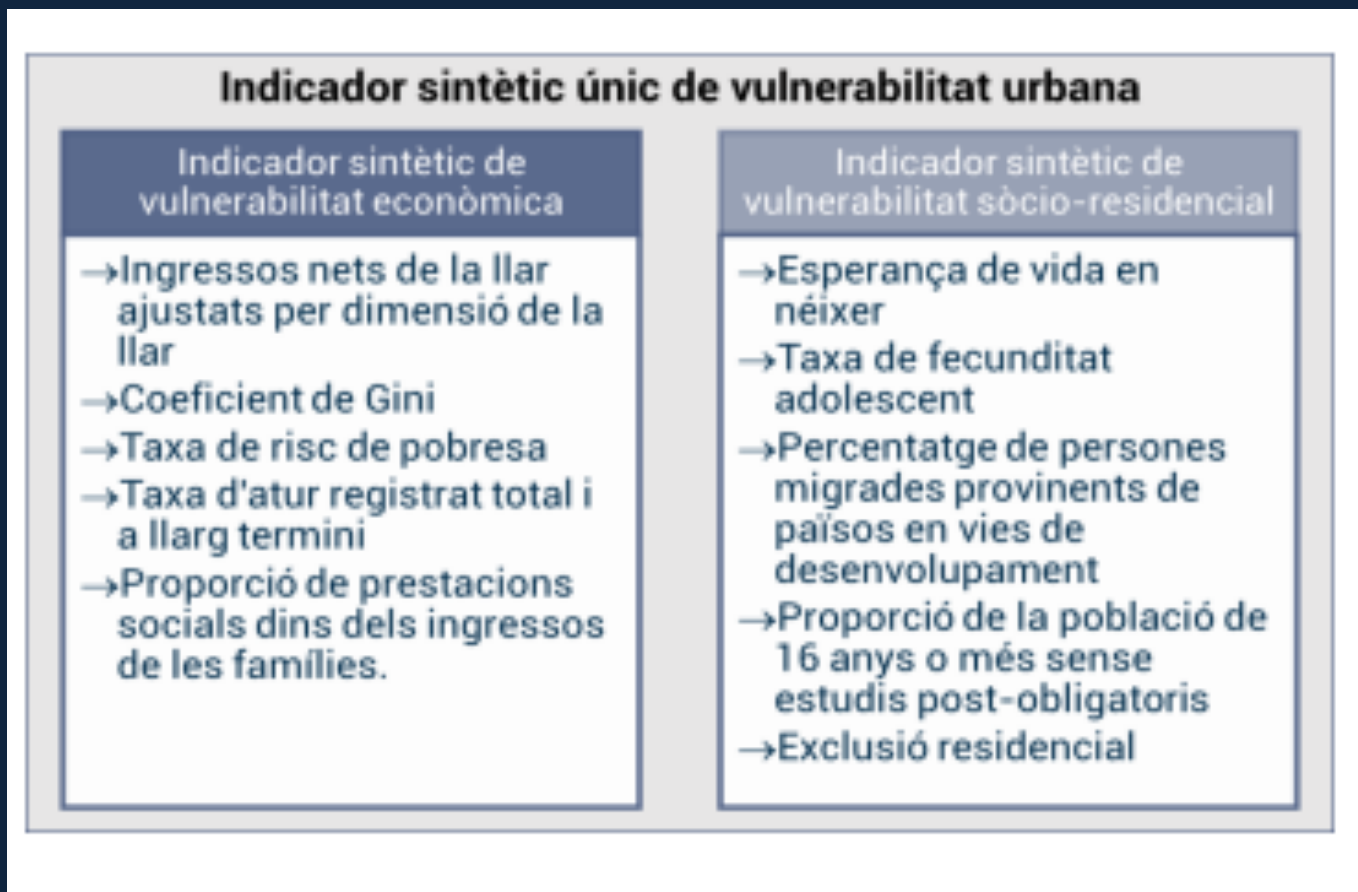 Indicador sintètic únic de vulnerabilitat urbana
Indicador sintètic de
vulnerabilitat econòmica
→Ingressos nets de la llar
ajustats per dimensió de la
llar
→Coeficient de Gini
→Taxa de risc de pobresa
→Taxa d'atur registrat total i
a llarg termini
→Proporció de prestacions
socials dins dels ingressos
de les famílies.
Indicador sintètic de
vulnerabilitat sòcio-residencial
→Esperança de vida en
néixer
→Taxa de fecunditat
adolescent
→Percentatge de persones
migrades provinents de
països en vies de
desenvolupament
→Proporció de la població de
16 anys o més sense
estudis post-obligatoris
→Exclusió residencial